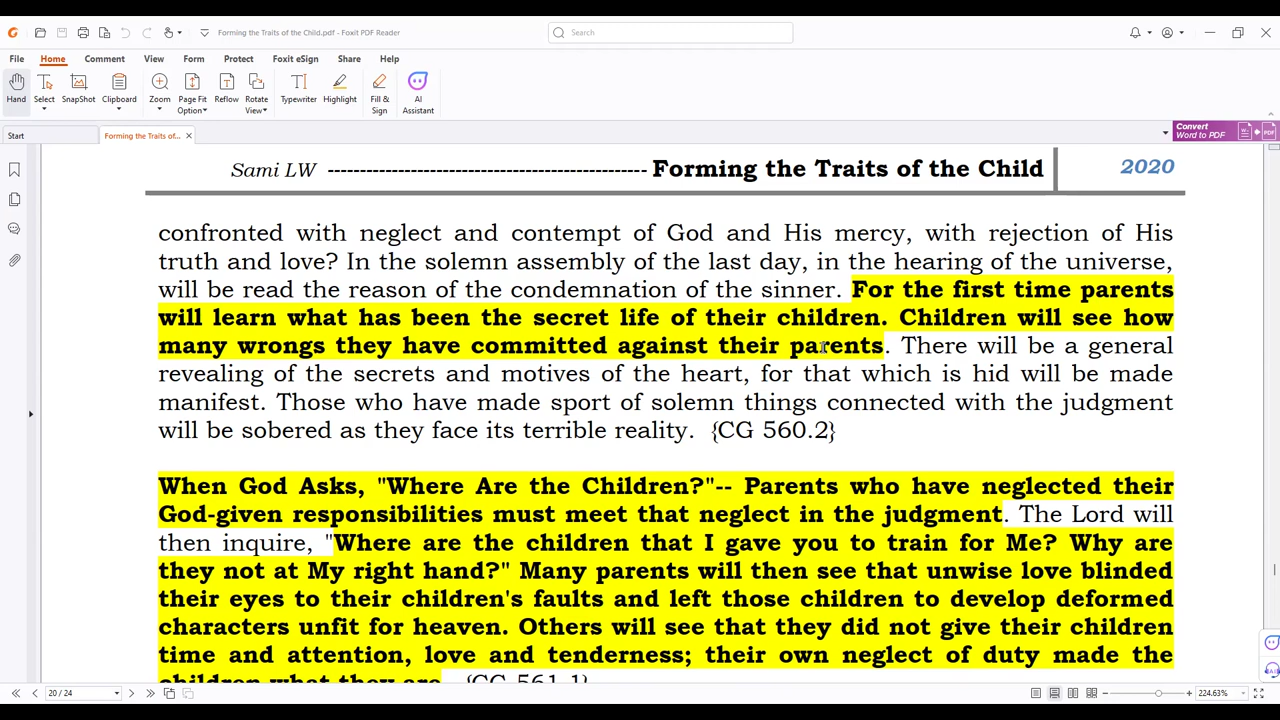 Forming the Traits of the Child.pdf - Foxit PDF Reader
Search
File Home Comment View Form Protect Foxit eSign Share Help
Hand Select SnapShot Clipboard Zoom Page Fit Option Reflow Rotate View Typewriter Highlight Fill & Sign AI Assistant
Start Forming the Traits of... Convert Word to PDF
Sami LW -------------------------------------------------- Forming the Traits of the Child 2020
confronted with neglect and contempt of God and His mercy, with rejection of His
truth and love? In the solemn assembly of the last day, in the hearing of the universe,
will be read the reason of the condemnation of the sinner. For the first time parents
will learn what has been the secret life of their children. Children will see how
many wrongs they have committed against their parents. There will be a general
revealing of the secrets and motives of the heart, for that which is hid will be made
manifest. Those who have made sport of solemn things connected with the judgment
will be sobered as they face its terrible reality. {CG 560.2}
When God Asks, "Where Are the Children?"-- Parents who have neglected their
God-given responsibilities must meet that neglect in the judgment. The Lord will
then inquire, "Where are the children that I gave you to train for Me? Why are
they not at My right hand?" Many parents will then see that unwise love blinded
their eyes to their children's faults and left those children to develop deformed
characters unfit for heaven. Others will see that they did not give their children
time and attention, love and tenderness; their own neglect of duty made the
children what they are. {CG 561.1}
20 / 24
224.63%